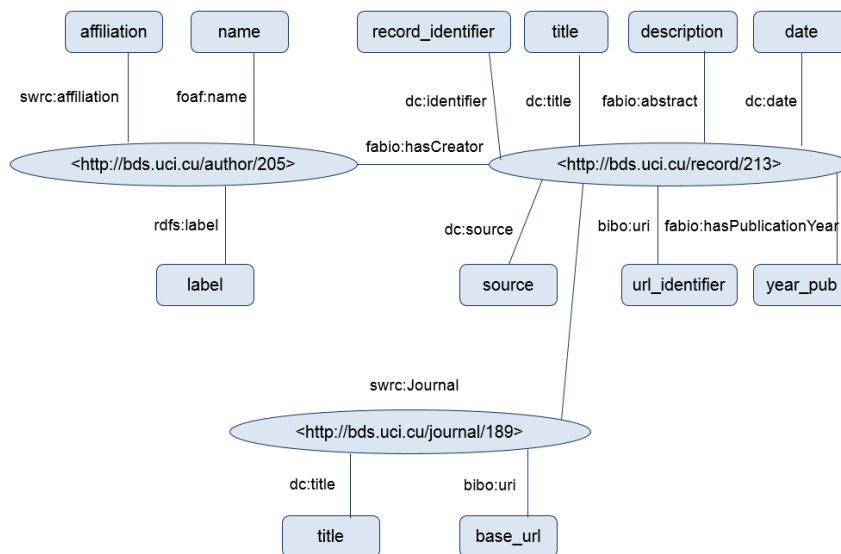 affiliation
name
record_identifier
title
description
date
swrc:affiliation
foaf:name
dc:identifier
dc:title
fabio:abstract
dc:date
fabio:hasCreator
<http://bds.uci.cu/author/205>
<http://bds.uci.cu/record/213>
rdfs:label
dc:source
bibo:uri
fabio:hasPublicationYear
label
source
url_identifier
year_pub
swrc:Journal
<http://bds.uci.cu/journal/189>
dc:title
bibo:uri
title
base_url